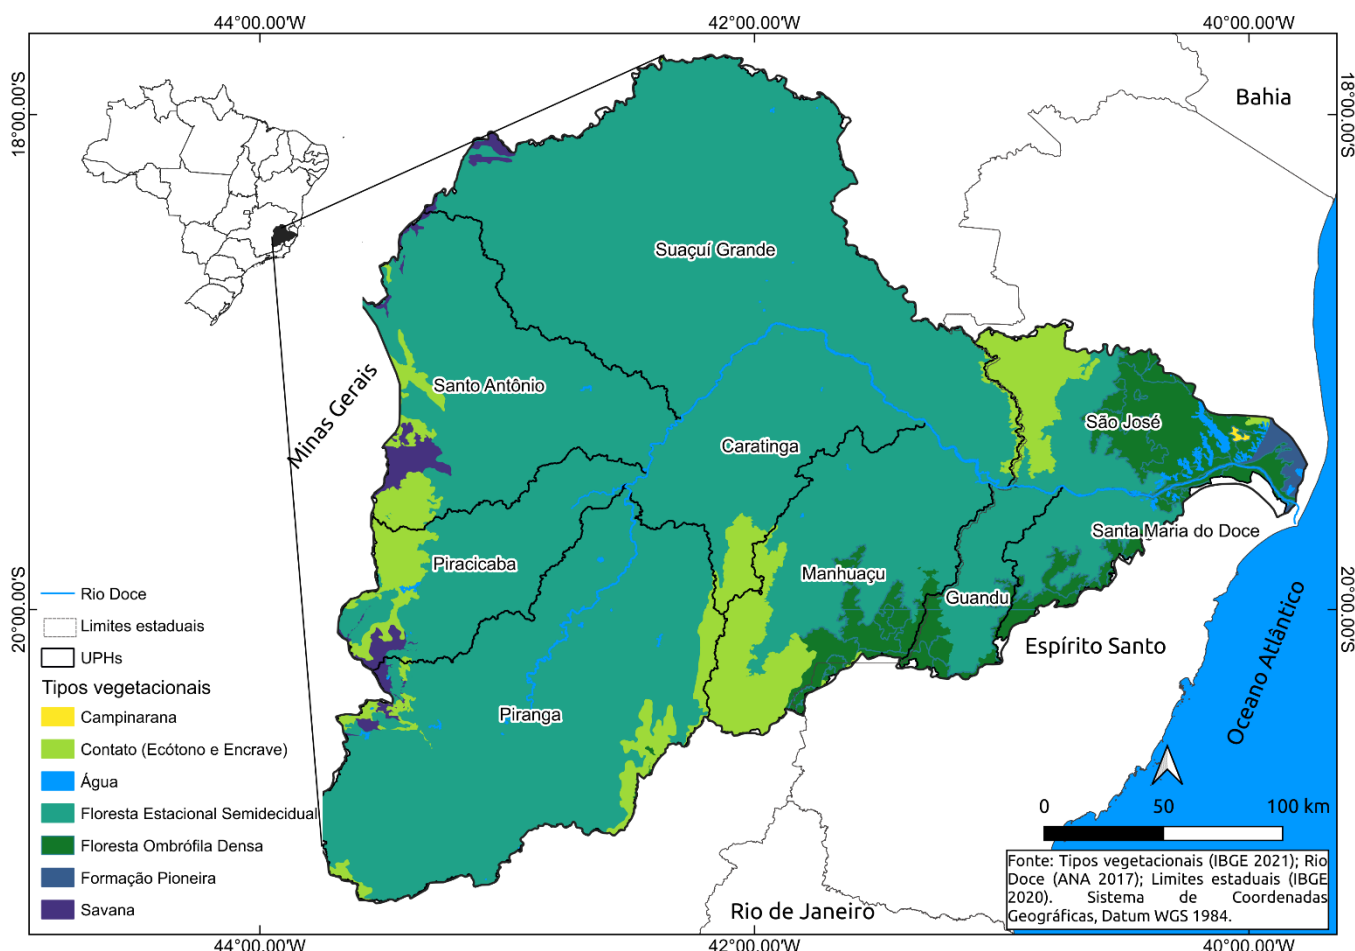 44°00.00'W 42°00.00'W 40°00.00'W
18°00.00'S
18°00.00'S
Bahia
Suaçuí Grande
Minas Gerais
Santo Antônio
São José
Caratinga
Santa Maria do Doce
Piracicaba
Manhuaçu
Guandu
20°00.00'S
20°00.00'S
Espírito Santo
Oceano Atlântico
Piranga
Rio de Janeiro
Rio Doce
Limites estaduais
UPHs
Tipos vegetacionais
Campinarana
Contato (Ecótono e Encrave)
Água
Floresta Estacional Semidecidual
Floresta Ombrófila Densa
Formação Pioneira
Savana
0 50 100 km
Fonte: Tipos vegetacionais (IBGE 2021); Rio
Doce (ANA 2017); Limites estaduais (IBGE
2020). Sistema de Coordenadas
Geográficas, Datum WGS 1984.
44°00.00'W 42°00.00'W 40°00.00'W